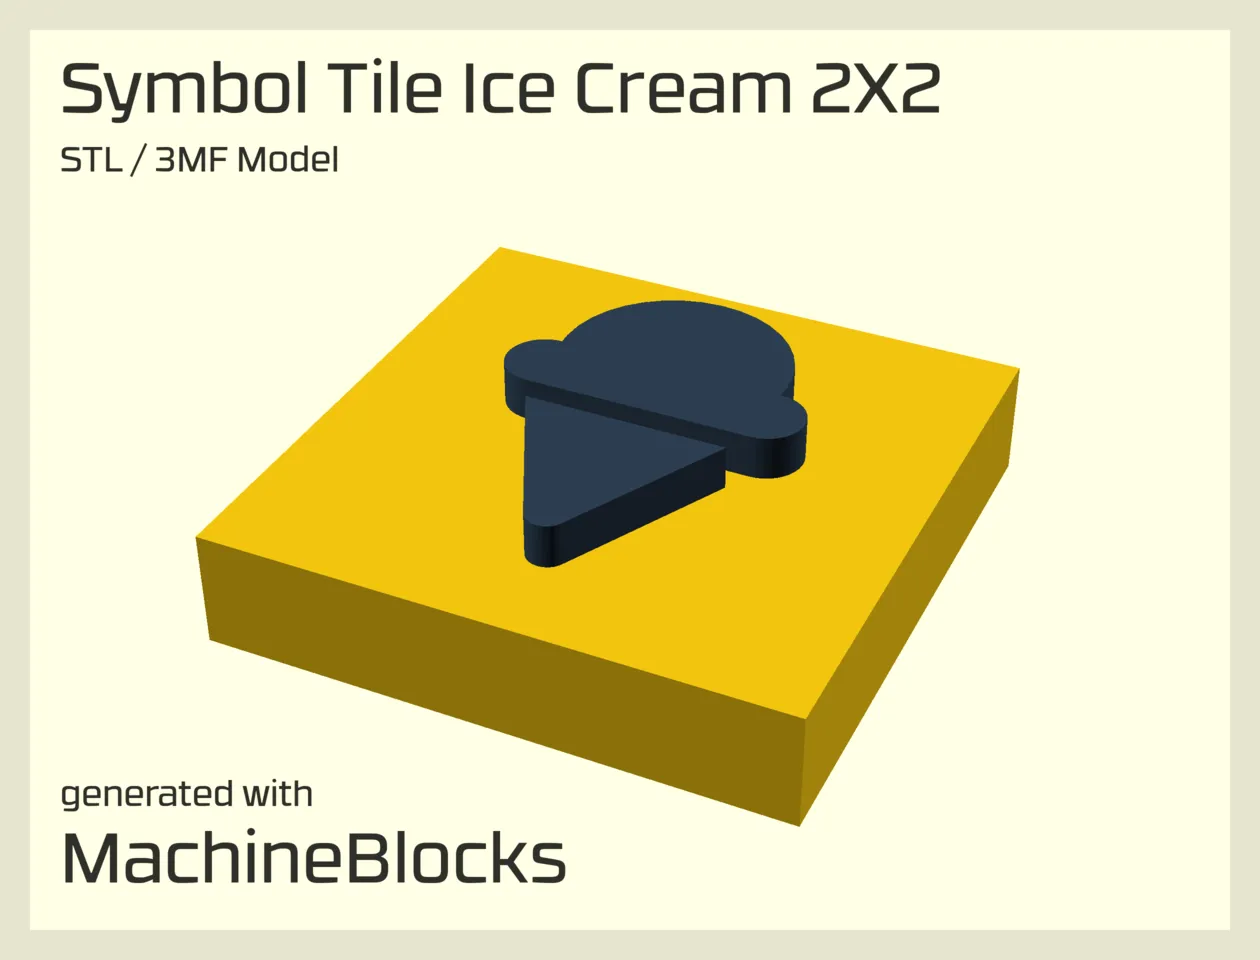 Symbol Tile Ice Cream 2X2
STL / 3MF Model
generated with
MachineBlocks